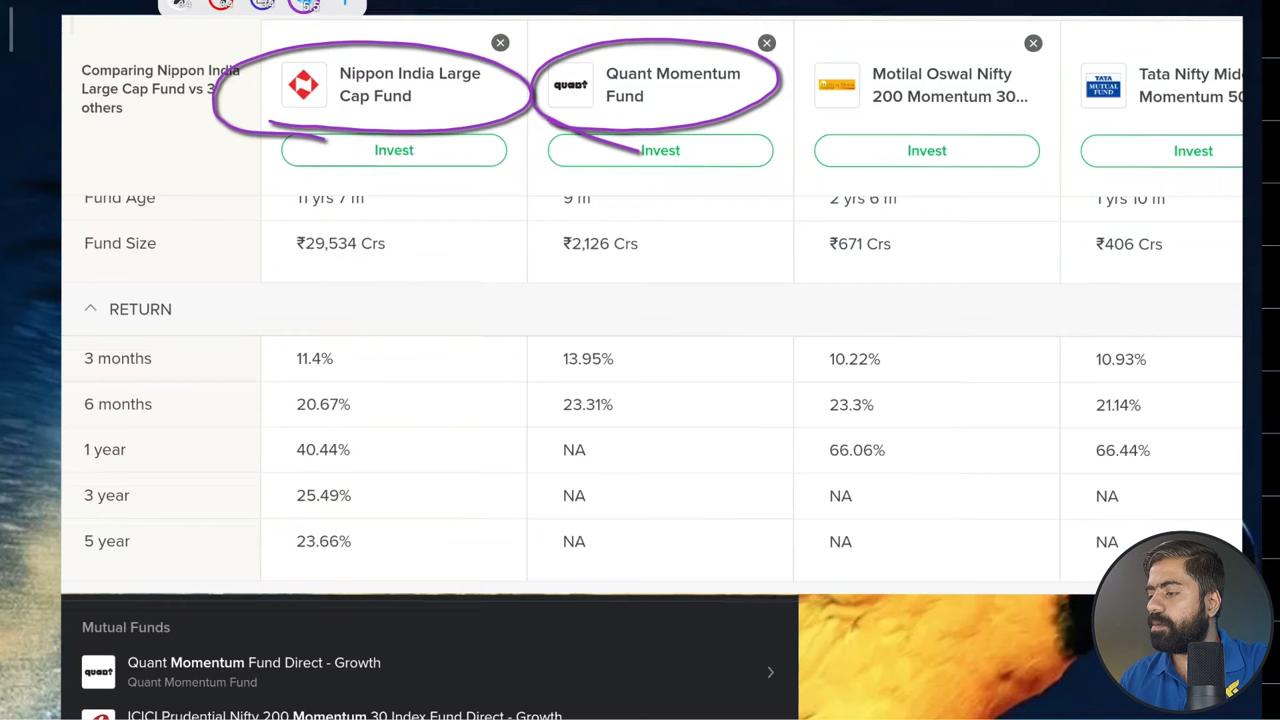 Comparing Nippon India
Large Cap Fund vs 3
others
Nippon India Large
Cap Fund
Invest
quant
Quant Momentum
Fund
Invest
Motilal Oswal Nifty
200 Momentum 30...
Invest
TATA
MUTUAL
FUND
Tata Nifty Mid
Momentum 50
Invest
Fund Age 11 yrs 7 m 9 m 2 yrs 6 m 1 yrs 10 m
Fund Size ₹29,534 Crs ₹2,126 Crs ₹671 Crs ₹406 Crs
RETURN
3 months 11.4% 13.95% 10.22% 10.93%
6 months 20.67% 23.31% 23.3% 21.14%
1 year 40.44% NA 66.06% 66.44%
3 year 25.49% NA NA NA
5 year 23.66% NA NA NA
Mutual Funds
quant
Quant Momentum Fund Direct - Growth
Quant Momentum Fund
ICICI Prudential Nifty 200 Momentum 30 Index Fund Direct - Growth